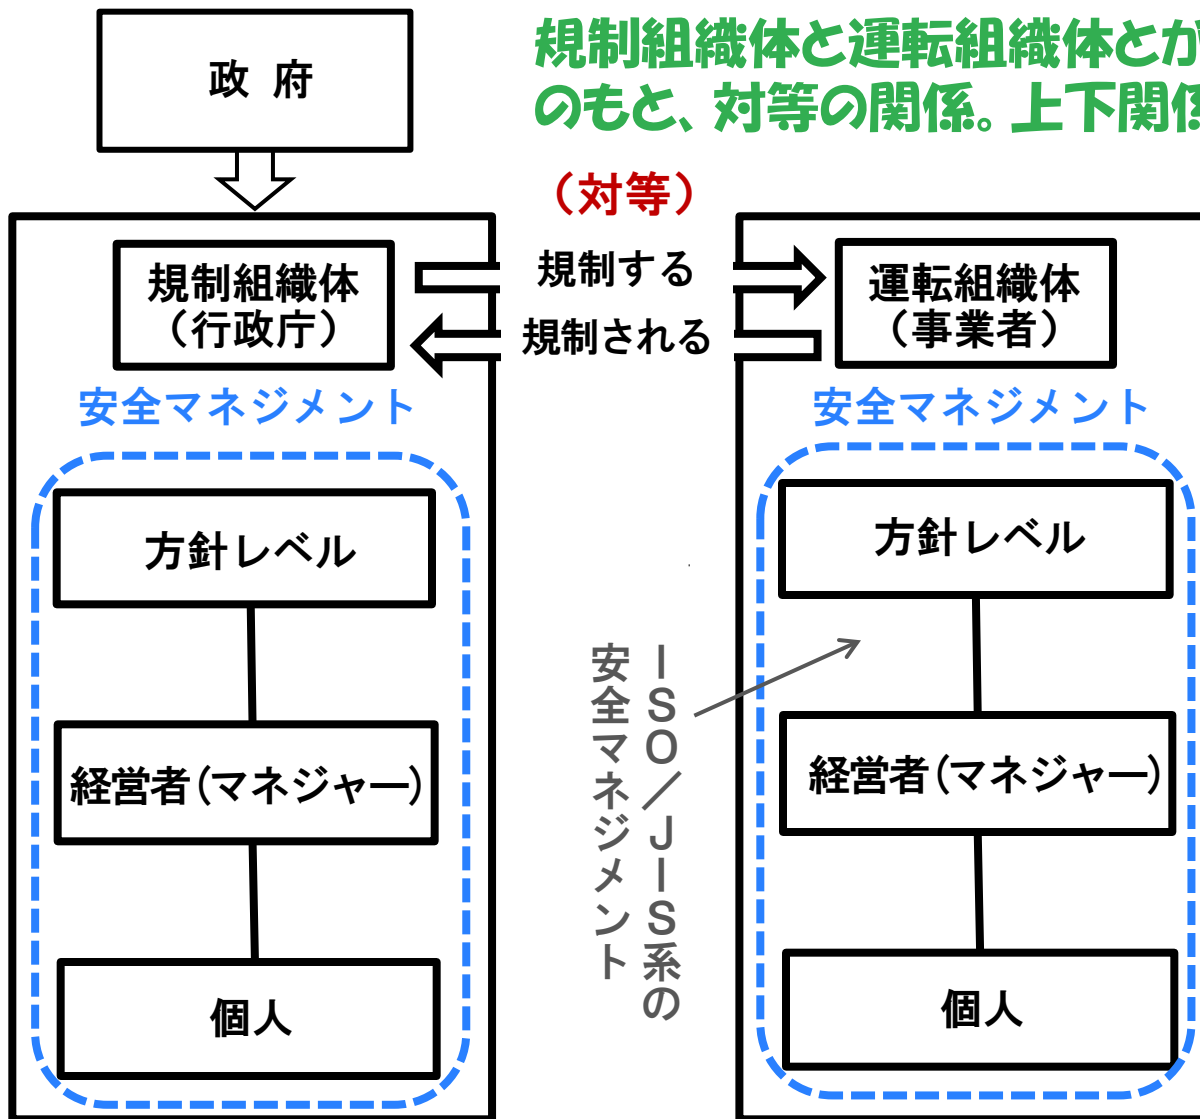 政 府
規制組織体と運転組織体とが
のもと、対等の関係。上下関係
（対等）
規制組織体
（行政庁）
規制する
規制される
運転組織体
（事業者）
安全マネジメント
安全マネジメント
方針レベル
方針レベル
ＩＳＯ／ＪＩＳ系の
安全マネジメント
経営者(マネジャー)
経営者(マネジャー)
個人
個人